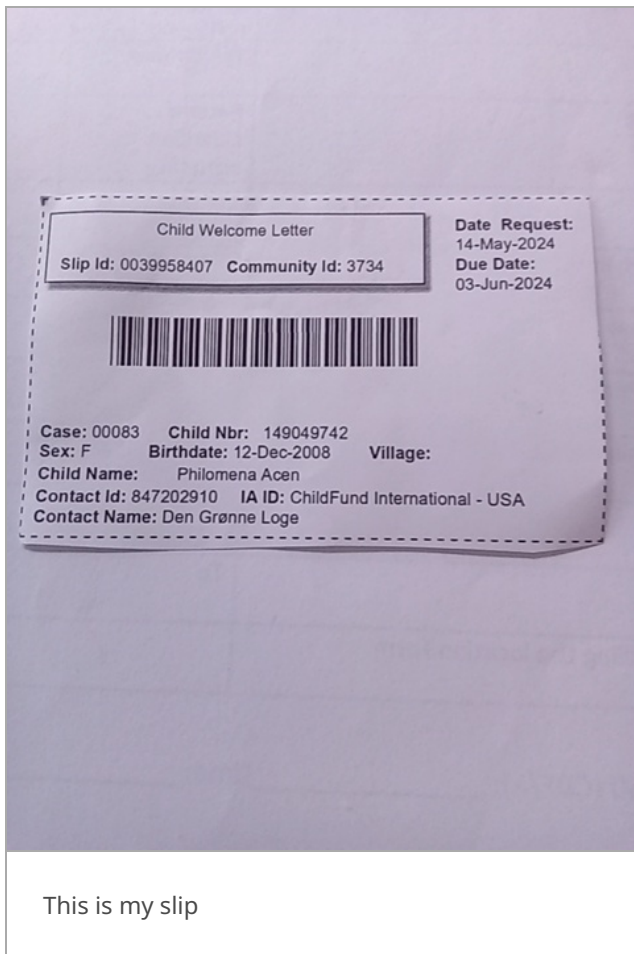 Child Welcome Letter
Slip Id: 0039958407 Community Id: 3734
Date Request:
14-May-2024
Due Date:
03-Jun-2024
Case: 00083 Child Nbr: 149049742
Sex: F Birthdate: 12-Dec-2008 Village:
Child Name: Philomena Acen
Contact Id: 847202910 IA ID: ChildFund International - USA
Contact Name: Den Grønne Loge
This is my slip